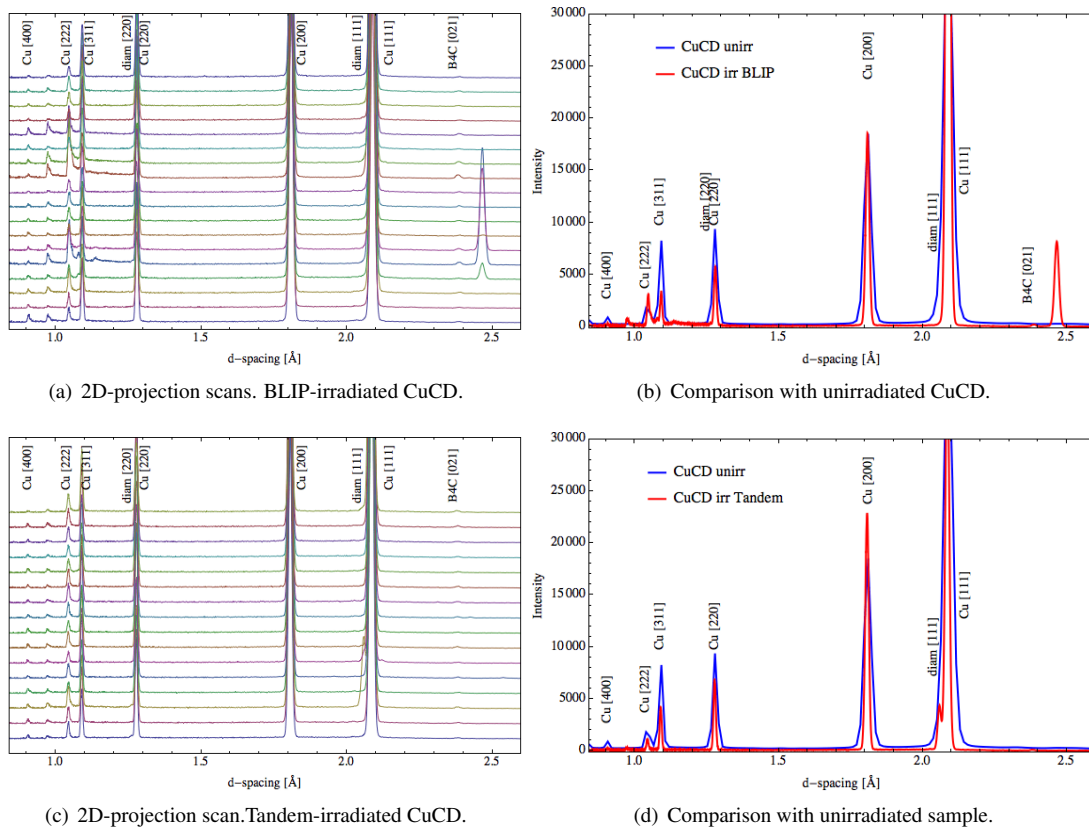 Cu [400]
Cu [222]
Cu [311]
diam [220]
Cu [220]
Cu [200]
diam [111]
Cu [111]
B4C [021]
1.0 1.5 2.0 2.5
d−spacing [Å]
(a) 2D-projection scans. BLIP-irradiated CuCD.
30000
25000
20000
15000
10000
5000
0
Intensity
CuCD unirr
CuCD irr BLIP
Cu [400]
Cu [222]
Cu [311]
diam [220]
Cu [220]
Cu [200]
diam [111]
Cu [111]
B4C [021]
1.0 1.5 2.0 2.5
d−spacing [Å]
(b) Comparison with unirradiated CuCD.
Cu [400]
Cu [222]
Cu [311]
diam [220]
Cu [220]
Cu [200]
diam [111]
Cu [111]
B4C [021]
1.0 1.5 2.0 2.5
d−spacing [Å]
(c) 2D-projection scan.Tandem-irradiated CuCD.
30000
25000
20000
15000
10000
5000
0
Intensity
CuCD unirr
CuCD irr Tandem
Cu [400]
Cu [222]
Cu [311]
Cu [220]
Cu [200]
diam [111]
Cu [111]
1.0 1.5 2.0 2.5
d−spacing [Å]
(d) Comparison with unirradiated sample.